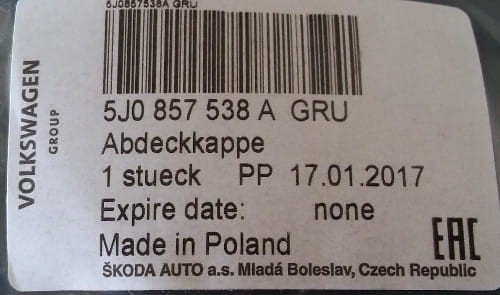 5J0857538A GRU
5J0 857 538 A GRU
Abdeckkappe
1 stueck PP 17.01.2017
Expire date: none
Made in Poland
ŠKODA AUTO a.s. Mladá Boleslav, Czech Republic
EAC
VOLKSWAGEN
GROUP